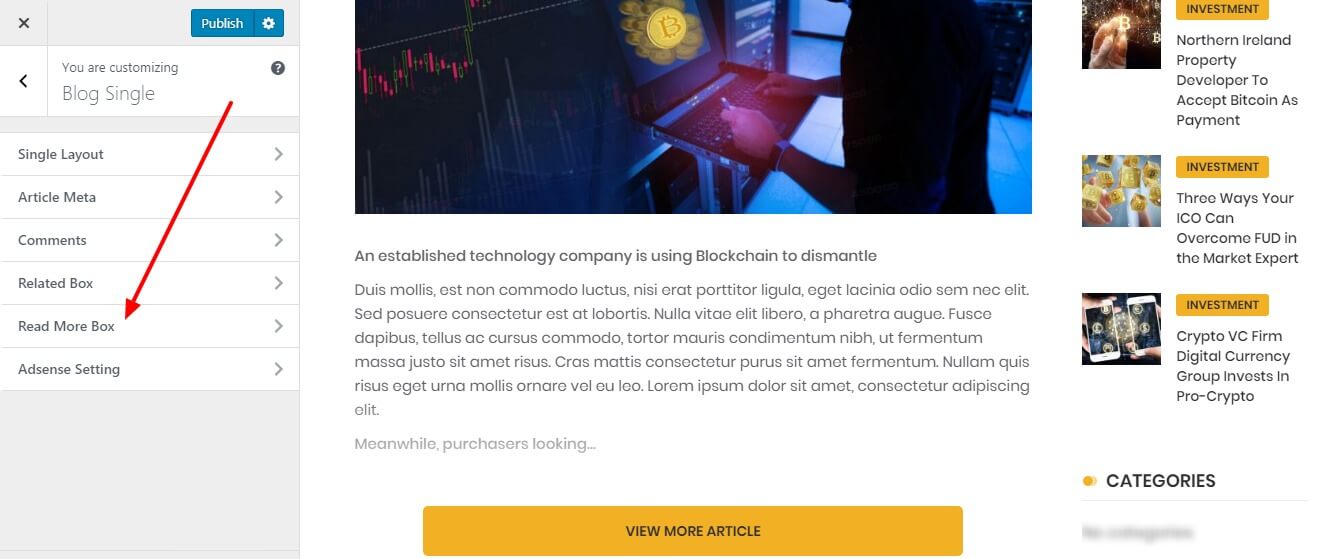 Publish
You are customizing
Blog Single
Single Layout
Article Meta
Comments
Related Box
Read More Box
Adsense Setting
An established technology company is using Blockchain to dismantle
Duis mollis, est non commodo luctus, nisi erat porttitor ligula, eget lacinia odio sem nec elit.
Sed posuere consectetur est at lobortis. Nulla vitae elit libero, a pharetra augue. Fusce
dapibus, tellus ac cursus commodo, tortor mauris condimentum nibh, ut fermentum
massa justo sit amet risus. Cras mattis consectetur purus sit amet fermentum. Nullam quis
risus eget urna mollis ornare vel eu leo. Lorem ipsum dolor sit amet, consectetur adipiscing
elit.
Meanwhile, purchasers looking...
VIEW MORE ARTICLE
INVESTMENT
Northern Ireland
Property
Developer To
Accept Bitcoin As
Payment
INVESTMENT
Three Ways Your
ICO Can
Overcome FUD in
the Market Expert
INVESTMENT
Crypto VC Firm
Digital Currency
Group Invests In
Pro-Crypto
CATEGORIES
No categories